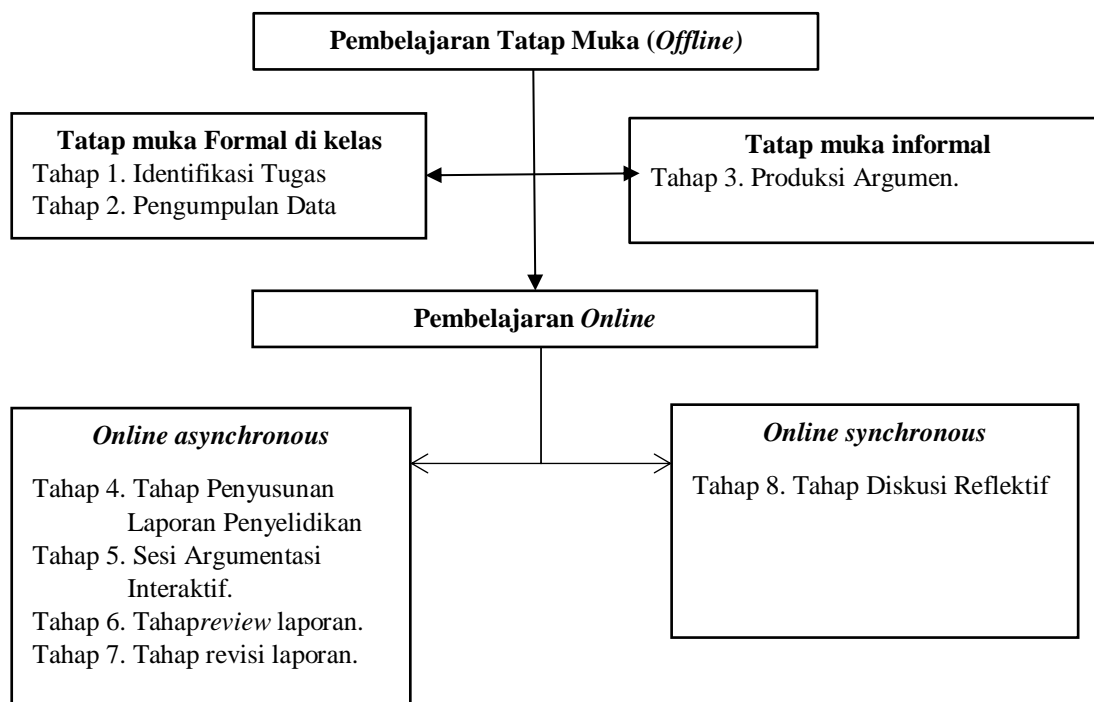 Pembelajaran Tatap Muka (Offline)
Tatap muka Formal di kelas
Tahap 1. Identifikasi Tugas
Tahap 2. Pengumpulan Data
Tatap muka informal
Tahap 3. Produksi Argumen.
Pembelajaran Online
Online asynchronous
Tahap 4. Tahap Penyusunan
Laporan Penyelidikan
Tahap 5. Sesi Argumentasi
Interaktif.
Tahap 6. Tahapreview laporan.
Tahap 7. Tahap revisi laporan.
Online synchronous
Tahap 8. Tahap Diskusi Reflektif